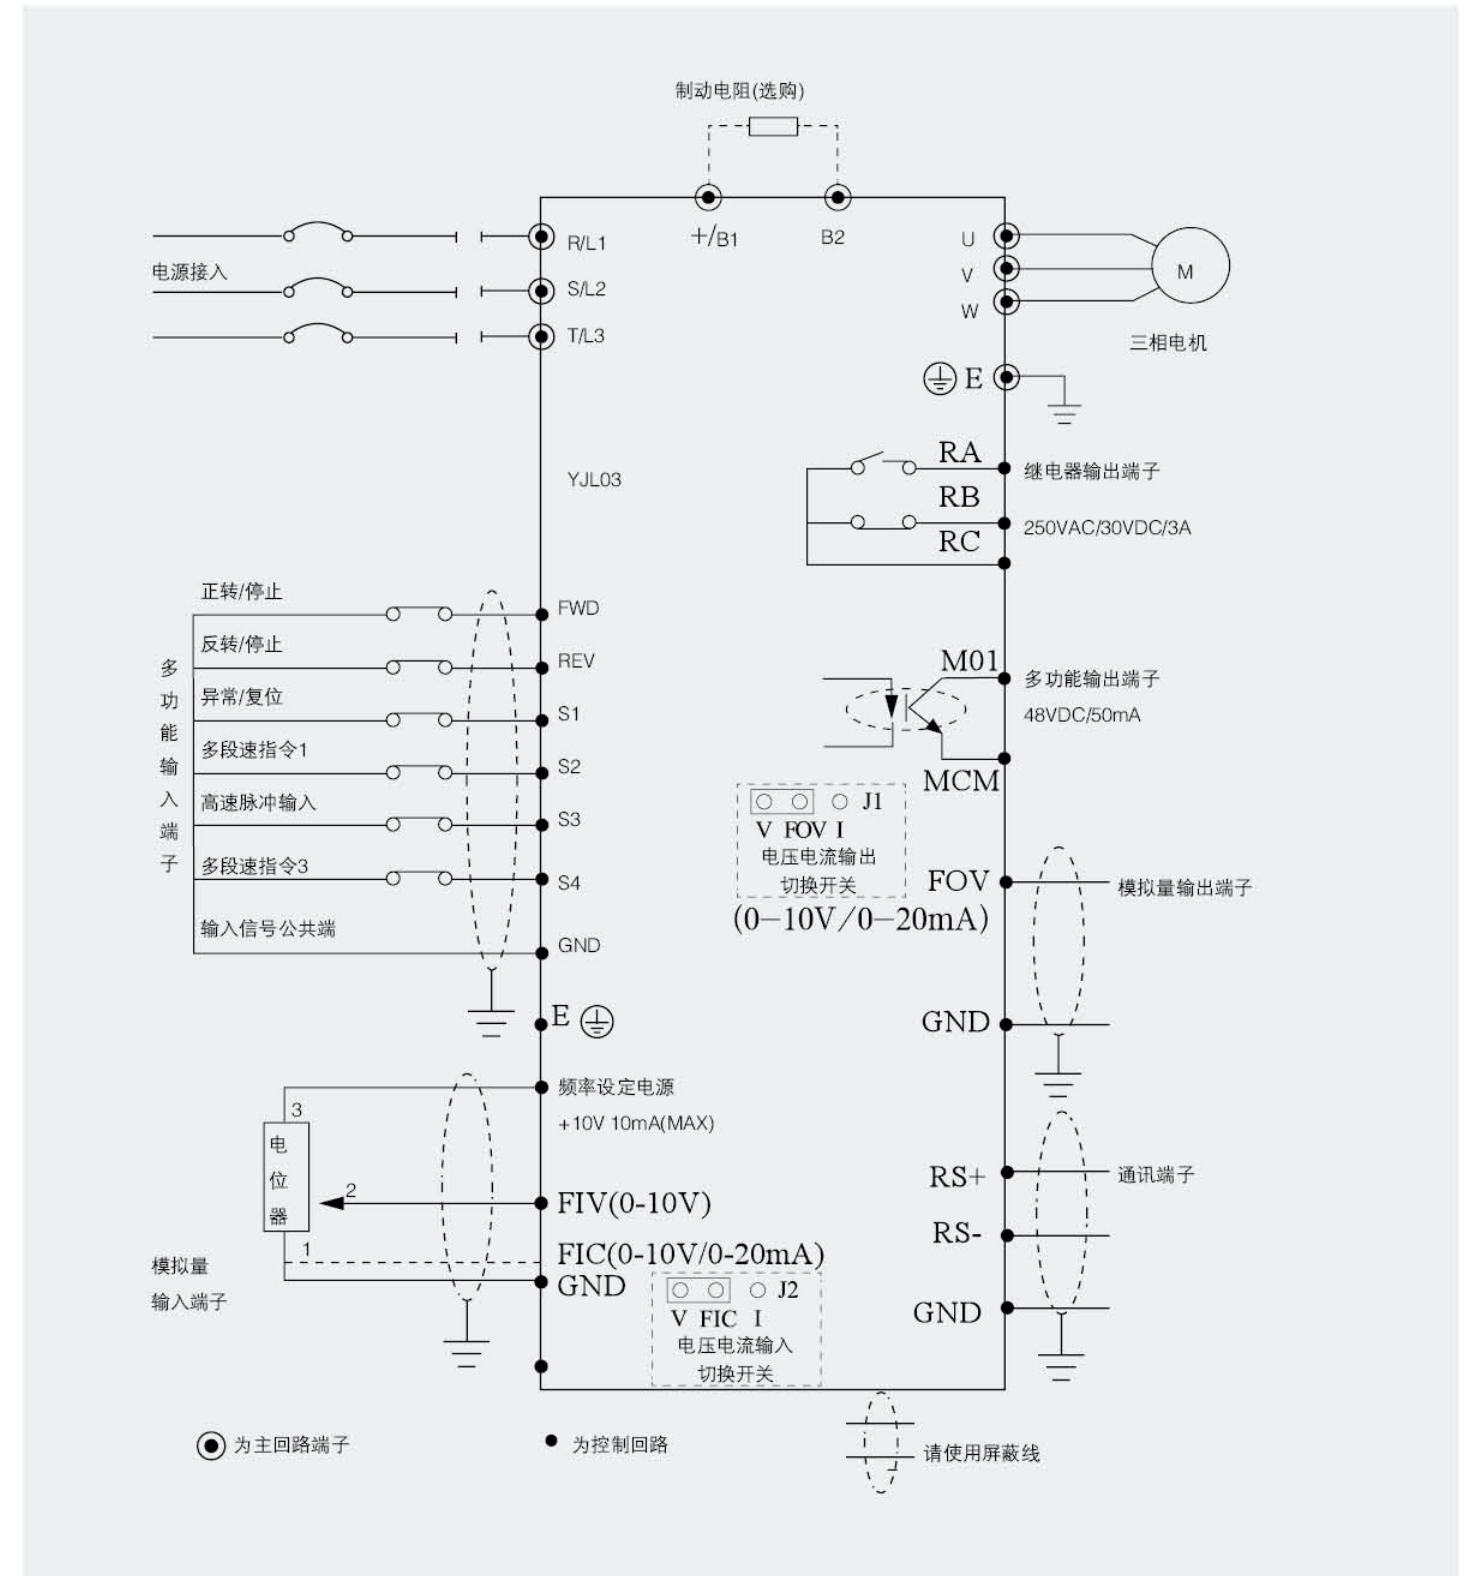 制动电阻(选购)
+/B1
B2
电源接入
R/L1
S/L2
T/L3
U
V
W
M
三相电机
E
YJL03
RA
RB
RC
继电器输出端子
250VAC/30VDC/3A
多功能输入端子
正转/停止
FWD
反转/停止
REV
异常/复位
S1
多段速指令1
S2
高速脉冲输入
S3
多段速指令3
S4
输入信号公共端
GND
E
M01
多功能输出端子
48VDC/50mA
MCM
J1
V FOV I
电压电流输出
切换开关
(0-10V/0-20mA)
FOV
模拟量输出端子
GND
频率设定电源
+10V 10mA(MAX)
3
电位器
2
1
FIV(0-10V)
FIC(0-10V/0-20mA)
GND
模拟量
输入端子
J2
V FIC I
电压电流输入
切换开关
RS+
通讯端子
RS-
GND
为主回路端子
为控制回路
请使用屏蔽线